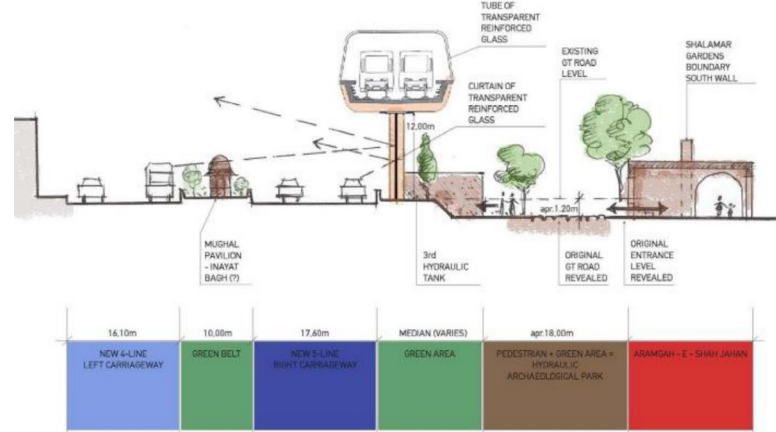 TUBE OF
TRANSPARENT
REINFORCED
GLASS
EXISTING
GT ROAD
LEVEL
SHALAMAR
GARDENS
BOUNDARY
SOUTH WALL
CURTAIN OF
TRANSPARENT
REINFORCED
GLASS
12,00m
apr.1.20m
MUGHAL
PAVILION
- INAYAT
BAGH (?)
3rd
HYDRAULIC
TANK
ORIGINAL
GT ROAD
REVEALED
ORIGINAL
ENTRANCE
LEVEL
REVEALED
16,10m
10,00m
17,60m
MEDIAN (VARIES)
apr.18,00m
NEW 4-LINE
LEFT CARRIAGEWAY
GREEN BELT
NEW 5-LINE
RIGHT CARRIAGEWAY
GREEN AREA
PEDESTRIAN + GREEN AREA =
HYDRAULIC
ARCHAEOLOGICAL PARK
ARAMGAH - E - SHAH JAHAN